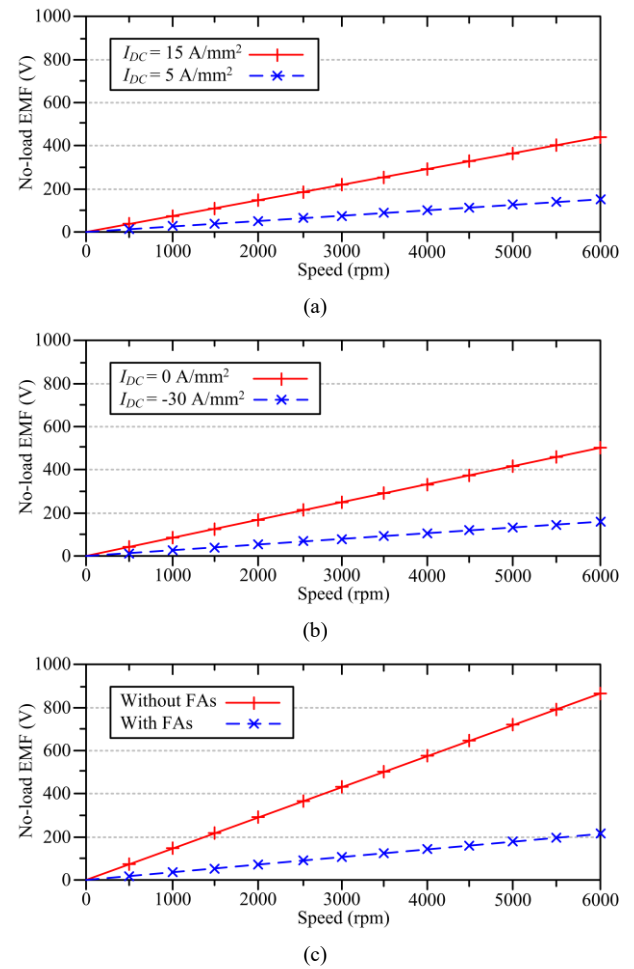 1000
800
600
400
200
0
No-load EMF (V)
I_DC = 15 A/mm²
I_DC = 5 A/mm²
0 1000 2000 3000 4000 5000 6000
Speed (rpm)
(a)
1000
800
600
400
200
0
No-load EMF (V)
I_DC = 0 A/mm²
I_DC = -30 A/mm²
0 1000 2000 3000 4000 5000 6000
Speed (rpm)
(b)
1000
800
600
400
200
0
No-load EMF (V)
Without FAs
With FAs
0 1000 2000 3000 4000 5000 6000
Speed (rpm)
(c)